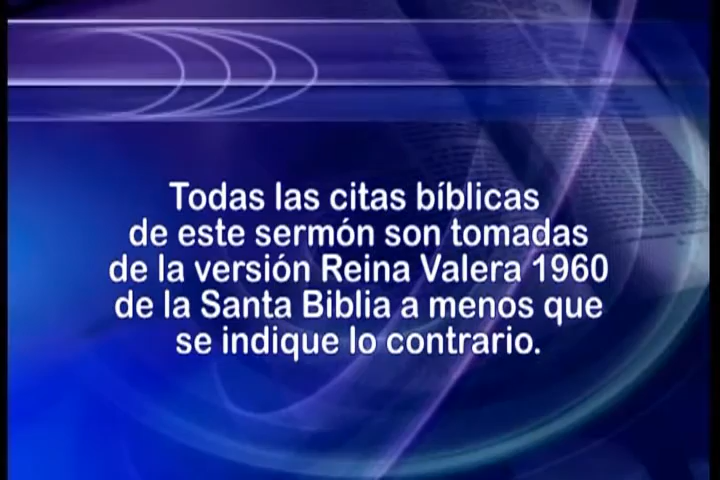 Todas las citas bíblicas
de este sermón son tomadas
de la versión Reina Valera 1960
de la Santa Biblia a menos que
se indique lo contrario.